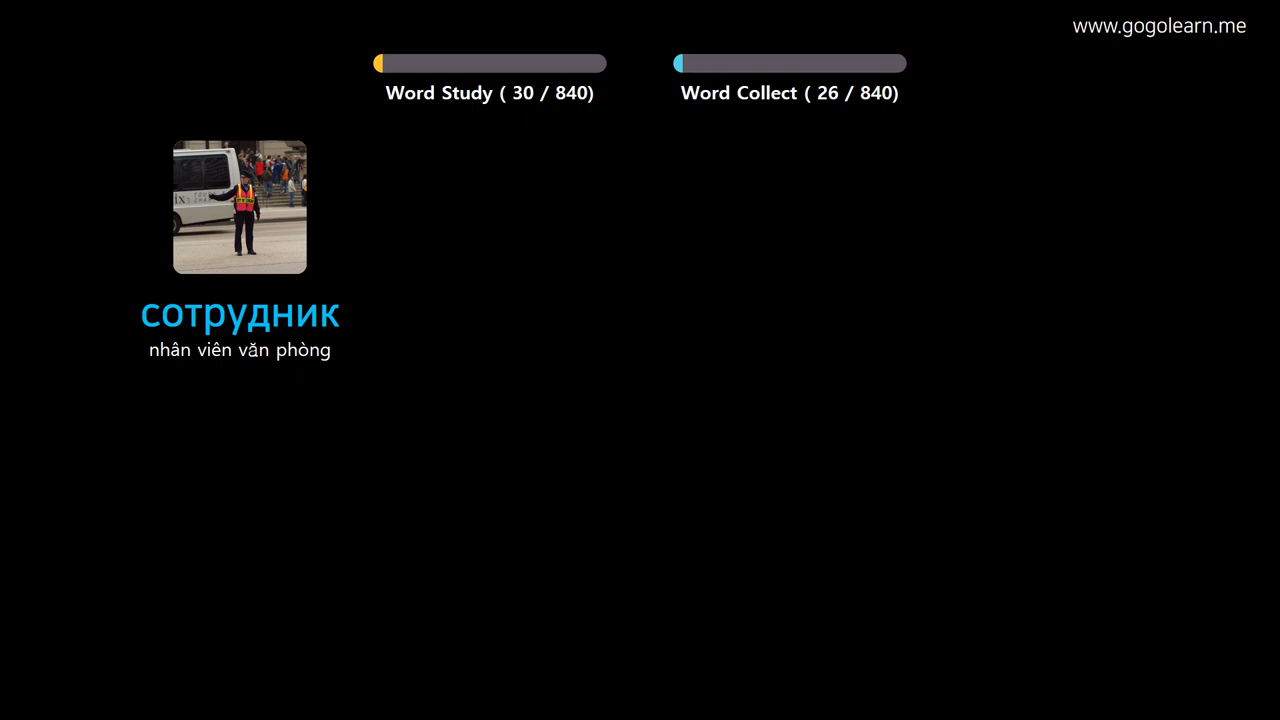 www.gogolearn.me
Word Study ( 30 / 840)
Word Collect ( 26 / 840)
сотрудник
nhân viên văn phòng